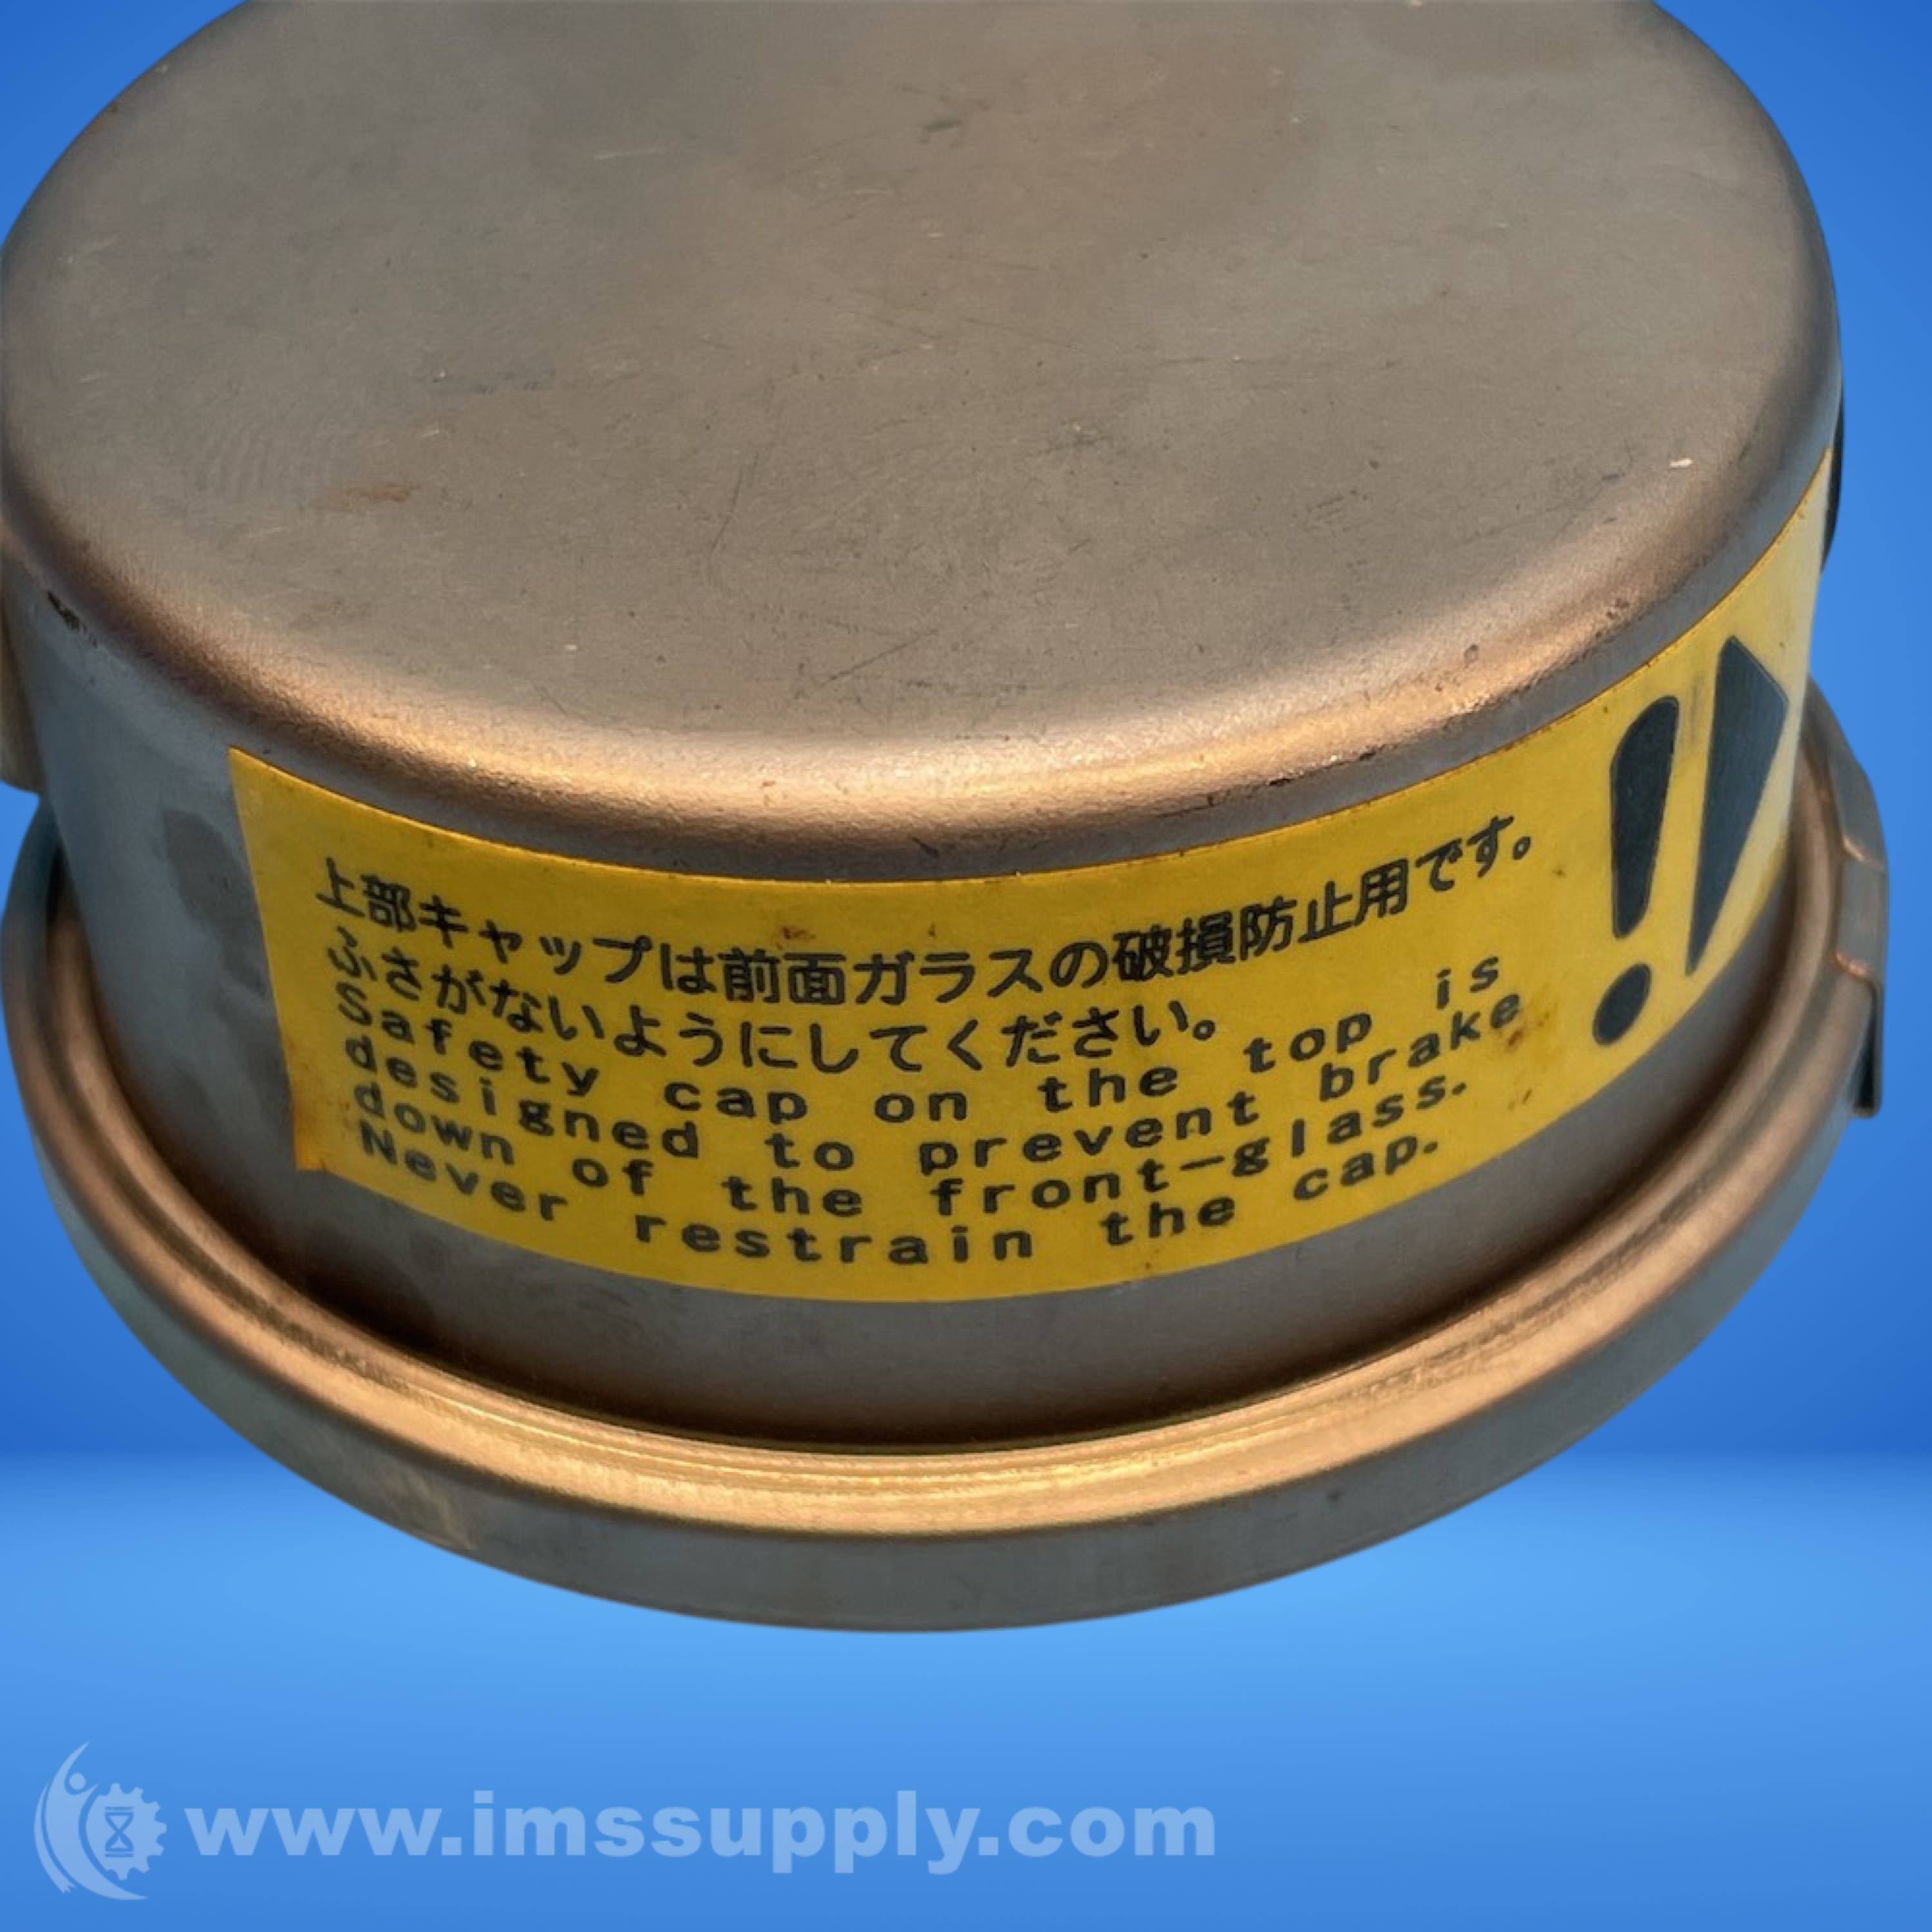 上部キャップは前面ガラスの破損防止用です。
ふさがないようにしてください。
Safety cap on the top is
designed to prevent brake
down of the front-glass.
Never restrain the cap.
www.imssupply.com